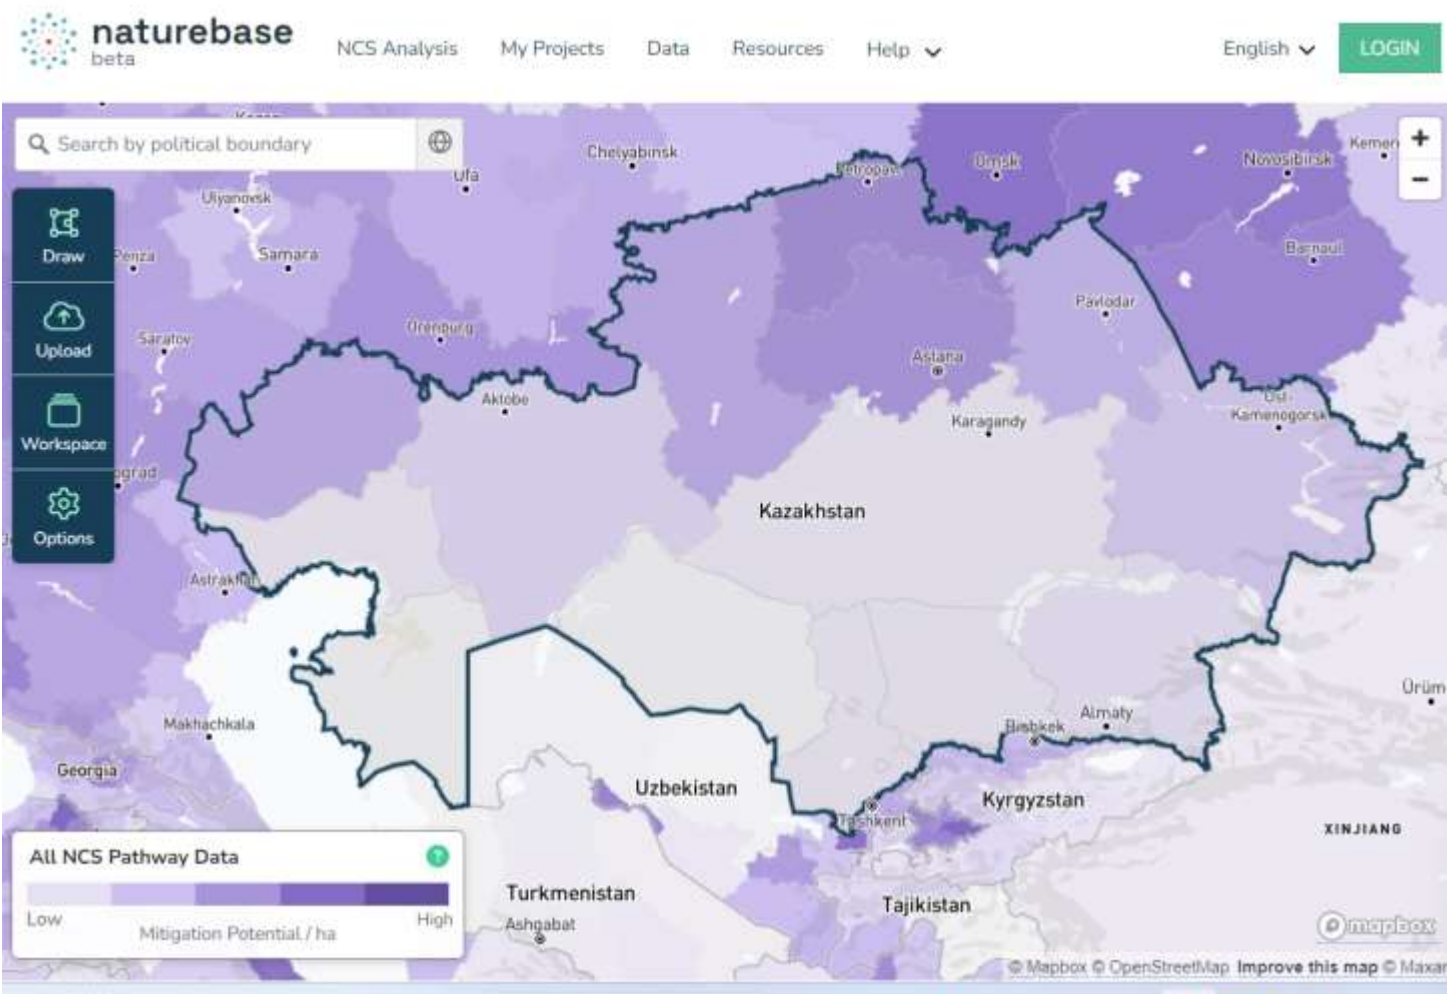 naturebase
beta
NCS Analysis
My Projects
Data
Resources
Help
English
LOGIN
Search by political boundary
Draw
Upload
Workspace
Options
Chelyabinsk
Ufa
Ulyanovsk
Samara
Penza
Saratov
Orenburg
Omsk
Novosibirsk
Kemer
Barnaul
Pavlodar
Astana
Aktobe
Karagandy
Ust-
Kamenogorsk
Kazakhstan
ograd
Astrakhan
Makhachkala
Georgia
Almaty
Bishkek
Ürüm
Uzbekistan
Kyrgyzstan
Tashkent
XINJIANG
Turkmenistan
Ashgabat
Tajikistan
All NCS Pathway Data
?
Low
High
Mitigation Potential / ha
mapbox
© Mapbox © OpenStreetMap Improve this map © Maxar